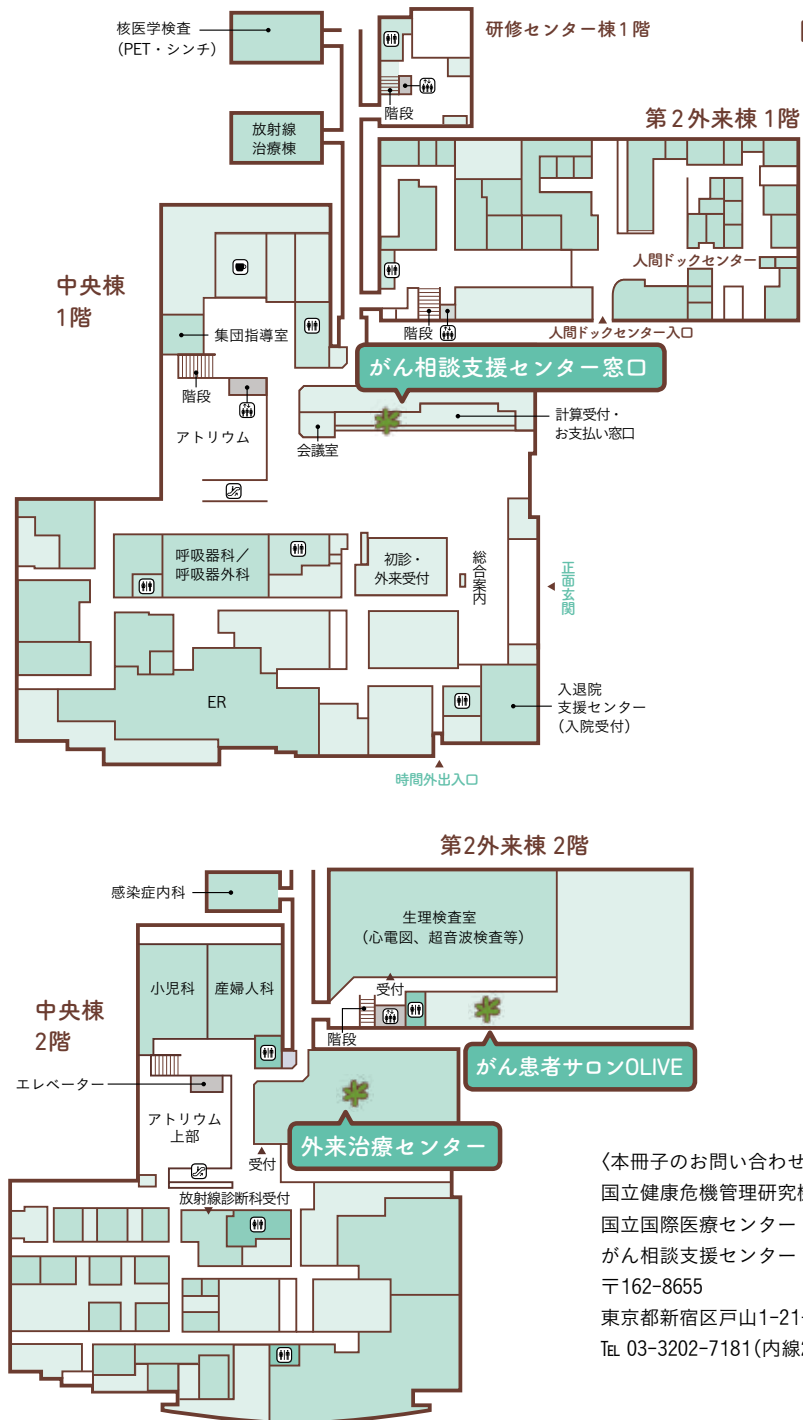 核医学検査
（PET・シンチ）
研修センター棟1階
階段
放射線
治療棟
第2外来棟 1階
人間ドックセンター
階段
人間ドックセンター入口
中央棟
1階
集団指導室
階段
アトリウム
がん相談支援センター窓口
計算受付・
お支払い窓口
会議室
呼吸器科／
呼吸器外科
初診・
外来受付
総合案内
正面玄関
ER
入退院
支援センター
（入院受付）
時間外出入口
第2外来棟 2階
感染症内科
生理検査室
（心電図、超音波検査等）
受付
階段
小児科
産婦人科
中央棟
2階
がん患者サロンOLIVE
エレベーター
アトリウム
上部
外来治療センター
受付
放射線診断科受付
〈本冊子のお問い合わせ
国立健康危機管理研究
国立国際医療センター
がん相談支援センター
〒162-8655
東京都新宿区戸山1-21-
℡ 03-3202-7181（内線